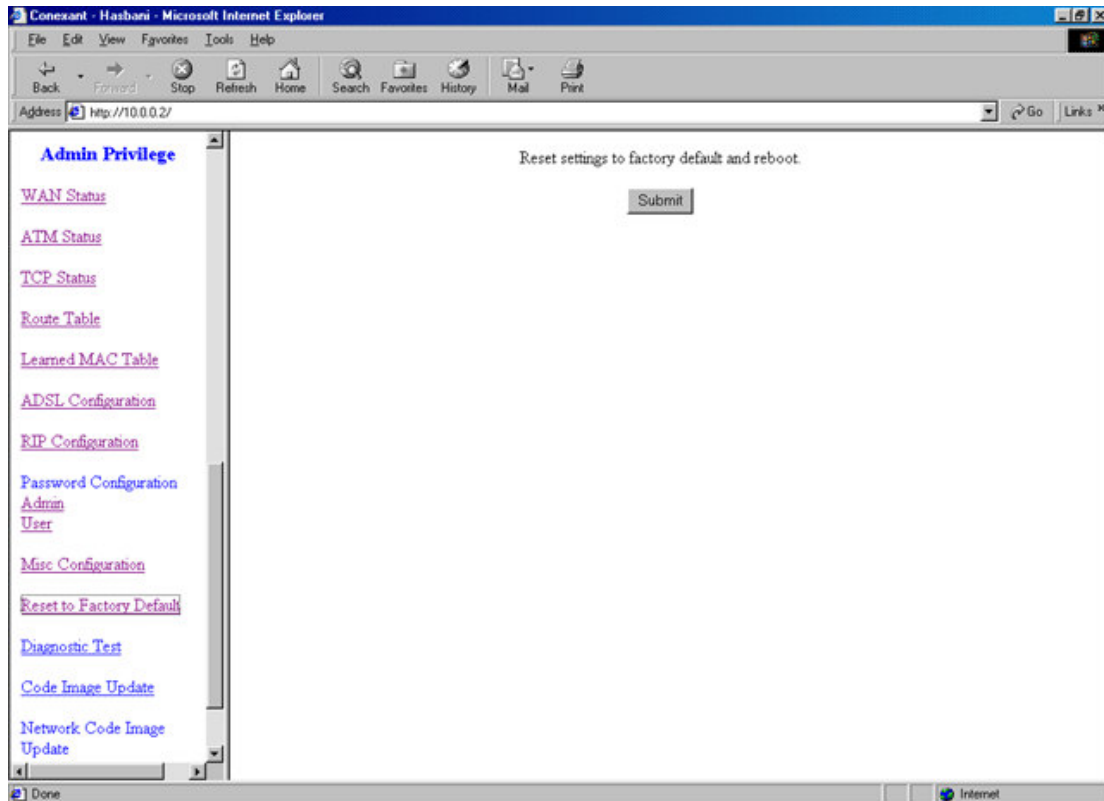 Conexant - Hasbani - Microsoft Internet Explorer
File Edit View Favorites Tools Help
Back Forward Stop Refresh Home Search Favorites History Mail Print
Address http://10.0.0.2/ Go Links »
Admin Privilege
WAN Status
ATM Status
TCP Status
Route Table
Learned MAC Table
ADSL Configuration
RIP Configuration
Password Configuration
Admin
User
Misc Configuration
Reset to Factory Default
Diagnostic Test
Code Image Update
Network Code Image
Update
Reset settings to factory default and reboot.
Submit
Done Internet